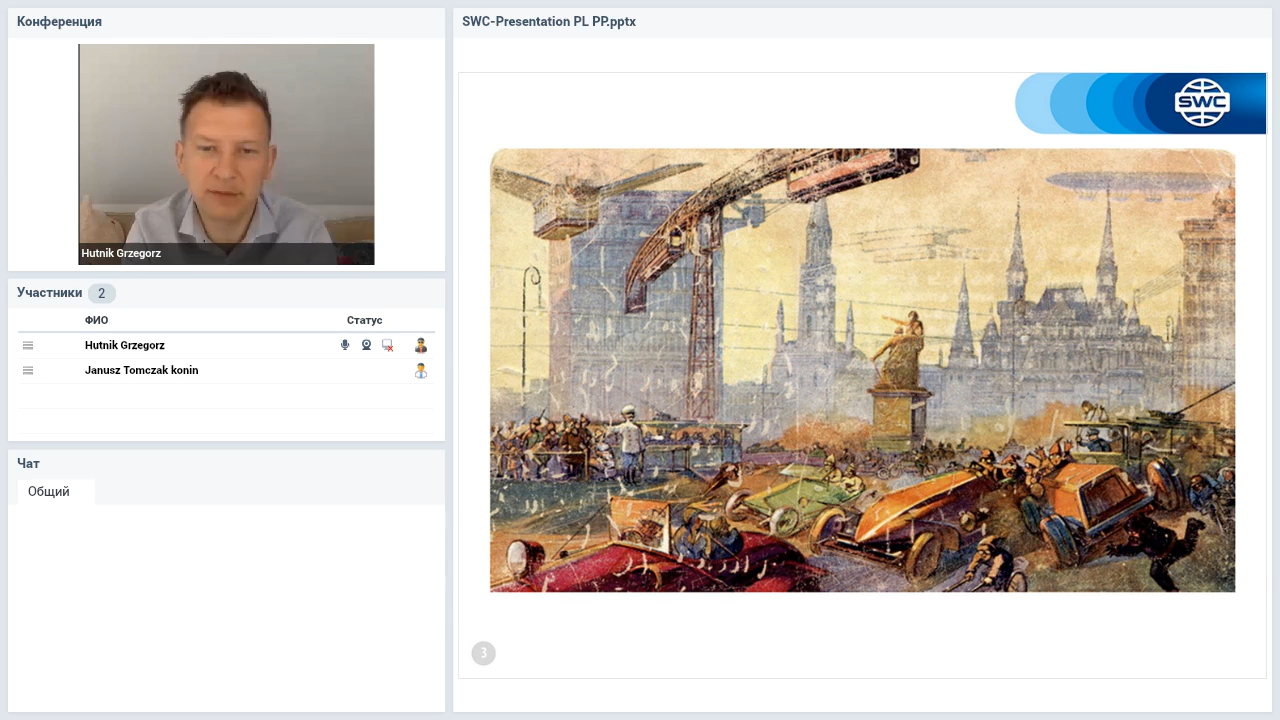 Конференция
Hutnik Grzegorz
Участники 2
ФИО Статус
Hutnik Grzegorz
Janusz Tomczak konin
Чат
Общий
SWC-Presentation PL PP.pptx
SWC
3